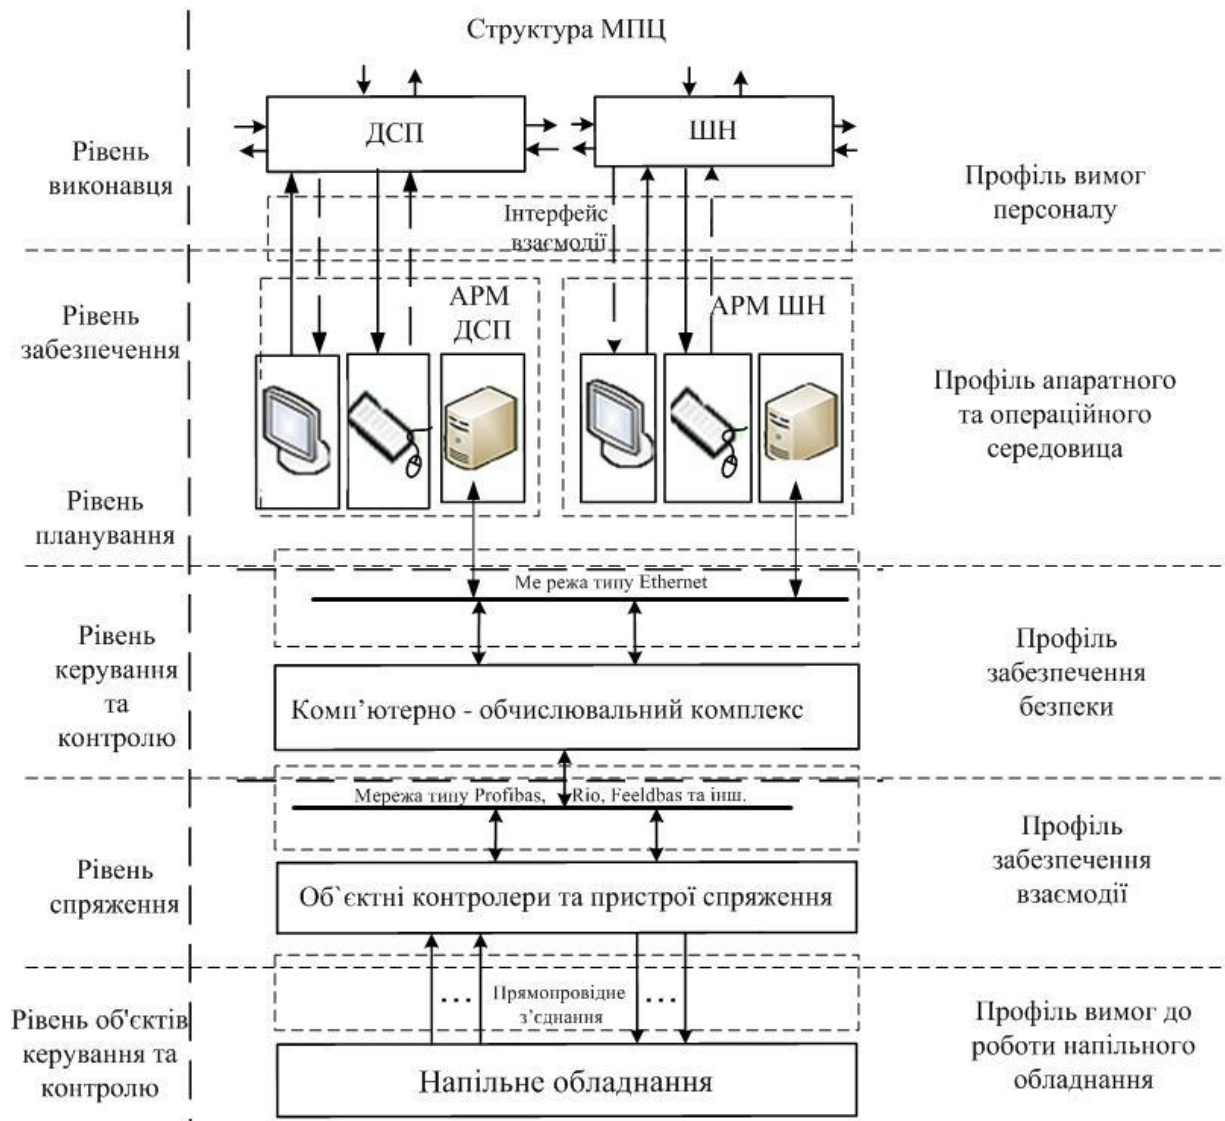 Структура МПЦ
ДСП
ШН
Рівень
виконавця
Профіль вимог
персоналу
Інтерфейс
взаємодії
Рівень
забезпечення
АРМ
ДСП
АРМ ШН
Профіль апаратного
та операційного
середовица
Рівень
планування
Ме режа типу Ethernet
Рівень
керування
та
контролю
Комп’ютерно - обчислювальний комплекс
Профіль
забезпечення
безпеки
Мережа типу Profibas, Rio, Feeldbas та інш.
Рівень
спряження
Об`єктні контролери та пристрої спряження
Профіль
забезпечення
взаємодії
Рівень об'єктів
керування та
контролю
... Прямопровідне ...
з’єднання
Напільне обладнання
Профіль вимог до
роботи напільного
обладнання